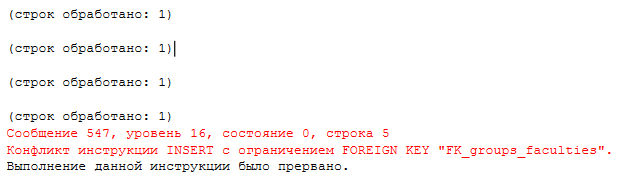 (строк обработано: 1)
(строк обработано: 1)
(строк обработано: 1)
(строк обработано: 1)
Сообщение 547, уровень 16, состояние 0, строка 5
Конфликт инструкции INSERT с ограничением FOREIGN KEY "FK_groups_faculties".
Выполнение данной инструкции было прервано.